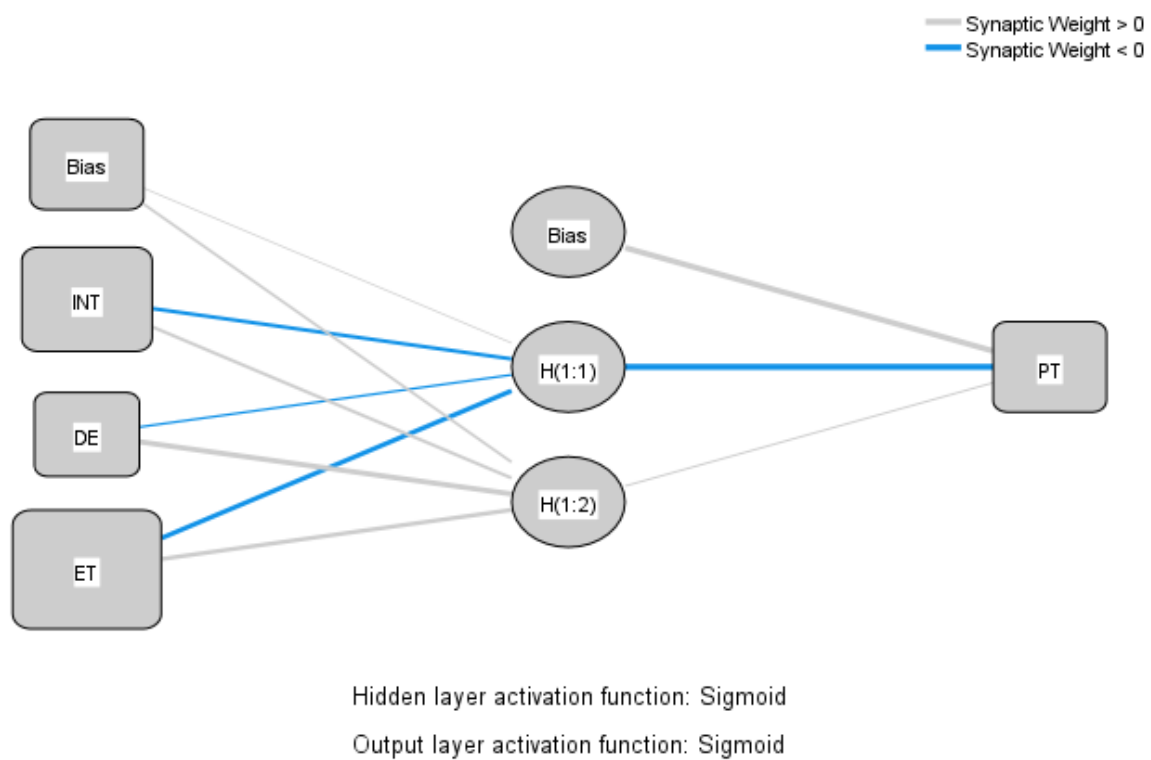 Synaptic Weight > 0
Synaptic Weight < 0
Bias
INT
DE
ET
Bias
H(1:1)
H(1:2)
PT
Hidden layer activation function: Sigmoid
Output layer activation function: Sigmoid